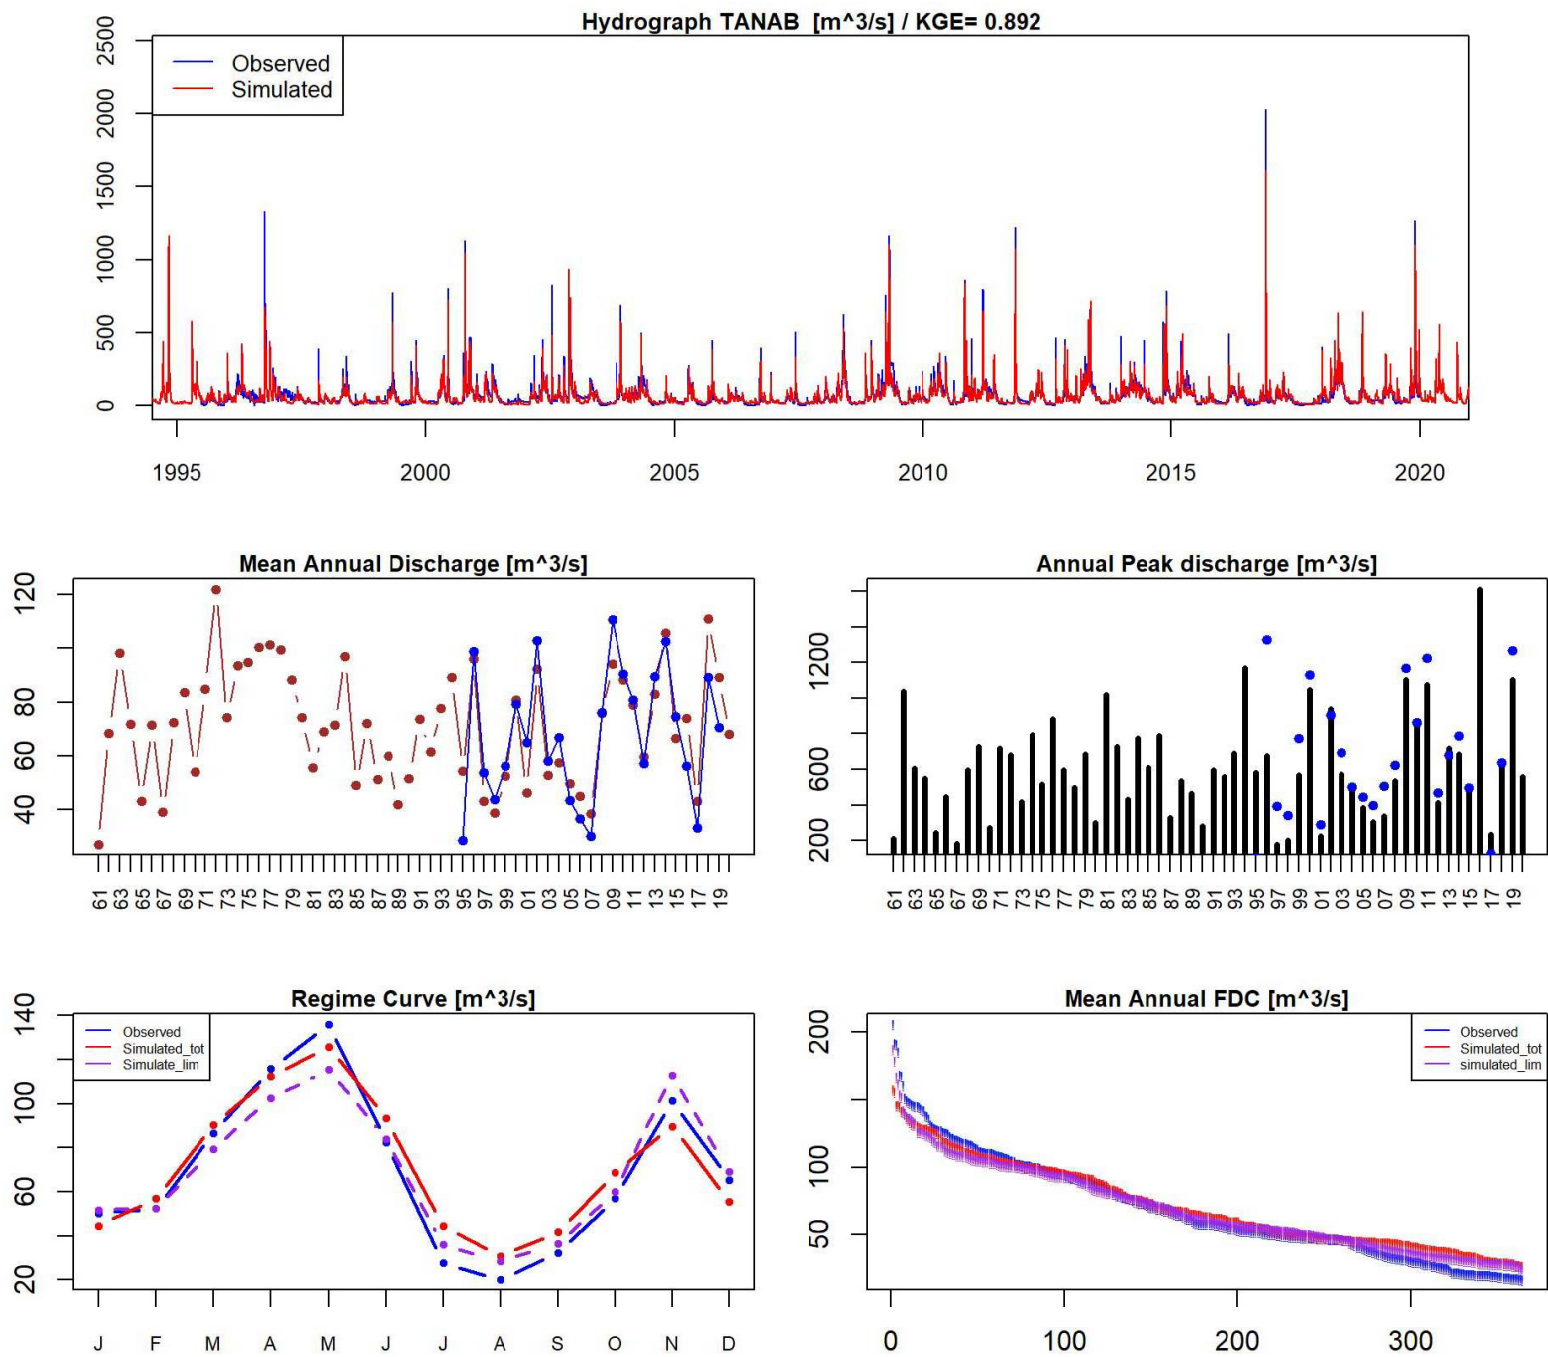 Hydrograph TANAB [m^3/s] / KGE= 0.892
Observed
Simulated
2500
2000
1500
1000
500
0
1995 2000 2005 2010 2015 2020
Mean Annual Discharge [m^3/s]
120
80
60
40
61 63 65 67 69 71 73 75 77 79 81 83 85 87 89 91 93 95 97 99 01 03 05 07 09 11 13 15 17 19
Annual Peak discharge [m^3/s]
1200
600
200
61 63 65 67 69 71 73 75 77 79 81 83 85 87 89 91 93 95 97 99 01 03 05 07 09 11 13 15 17 19
Regime Curve [m^3/s]
Observed
Simulated_tot
Simulate_lim
140
100
60
20
J F M A M J J A S O N D
Mean Annual FDC [m^3/s]
Observed
Simulated_tot
simulated_lim
200
100
50
0 100 200 300